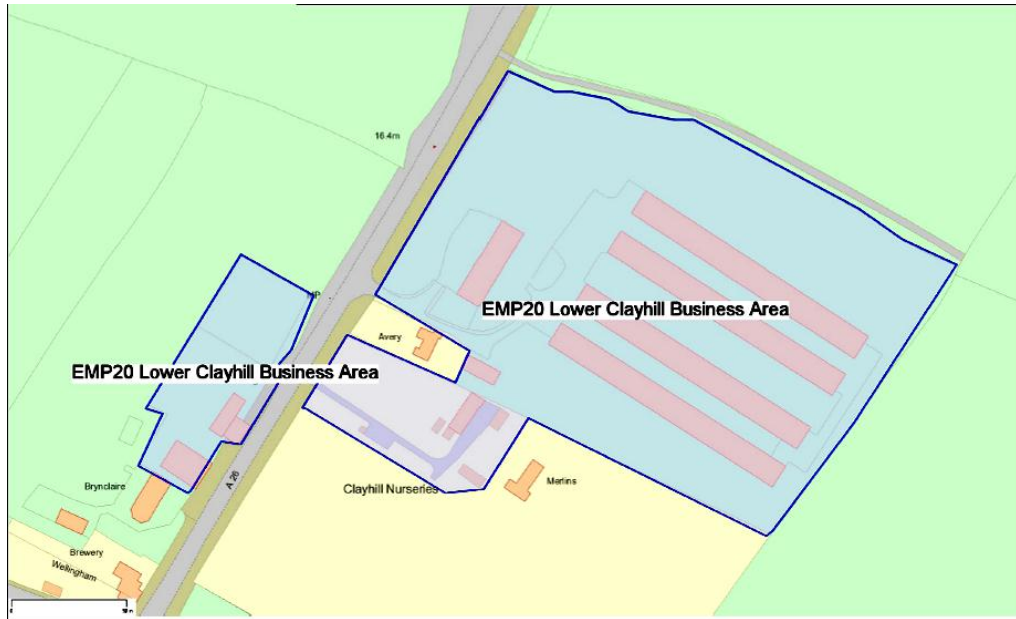 16.4m
MP
EMP20 Lower Clayhill Business Area
Avery
EMP20 Lower Clayhill Business Area
A 26
Clayhill Nurseries
Merlins
Brynclaire
Brewery
Wellingham